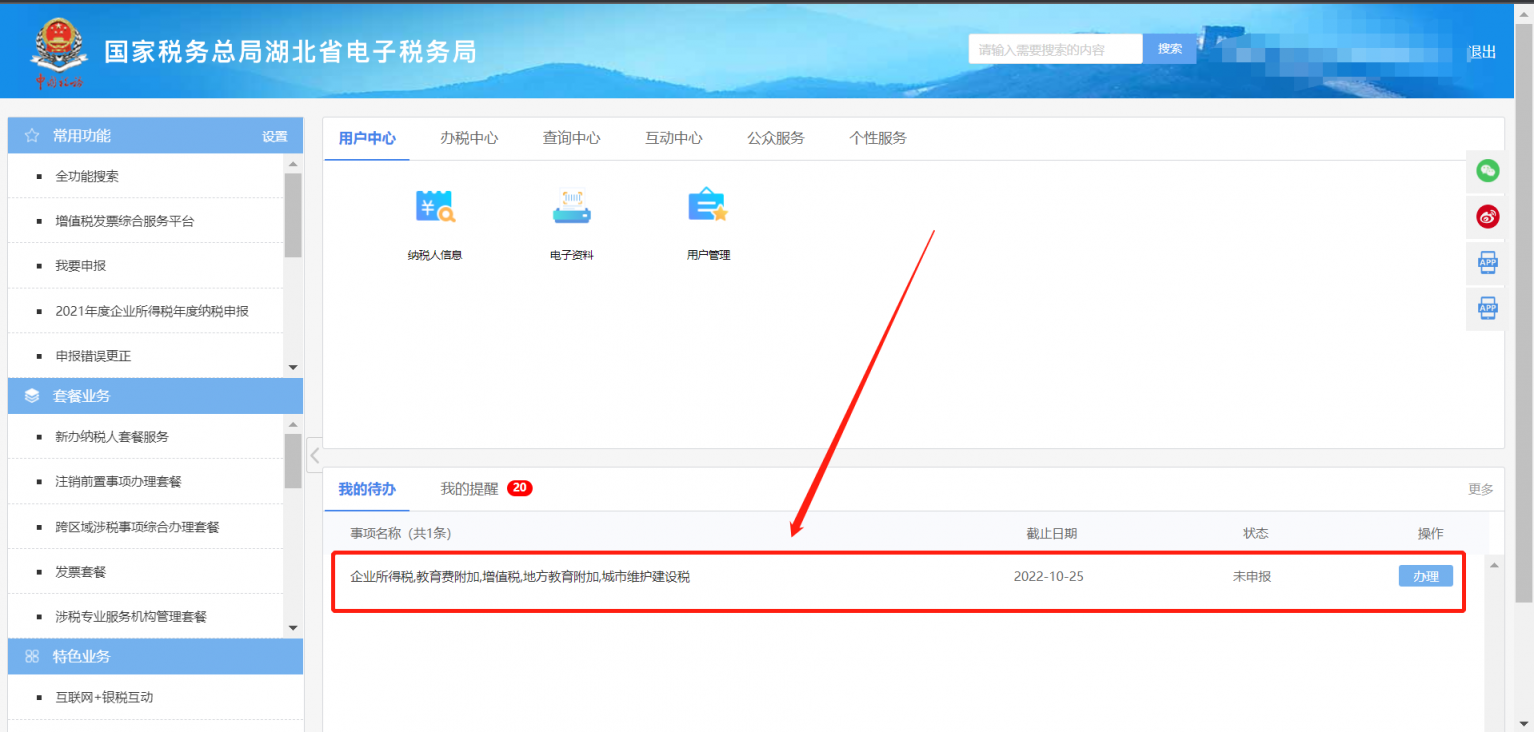 国家税务总局湖北省电子税务局
请输入需要搜索的内容
搜索
退出
常用功能
设置
全功能搜索
增值税发票综合服务平台
我要申报
2021年度企业所得税年度纳税申报
申报错误更正
套餐业务
新办纳税人套餐服务
注销前置事项办理套餐
跨区域涉税事项综合办理套餐
发票套餐
涉税专业服务机构管理套餐
特色业务
互联网+银税互动
用户中心 办税中心 查询中心 互动中心 公众服务 个性服务
纳税人信息 电子资料 用户管理
APP
APP
我的待办 我的提醒 20 更多
事项名称（共1条） 截止日期 状态 操作
企业所得税,教育费附加,增值税,地方教育附加,城市维护建设税 2022-10-25 未申报 办理